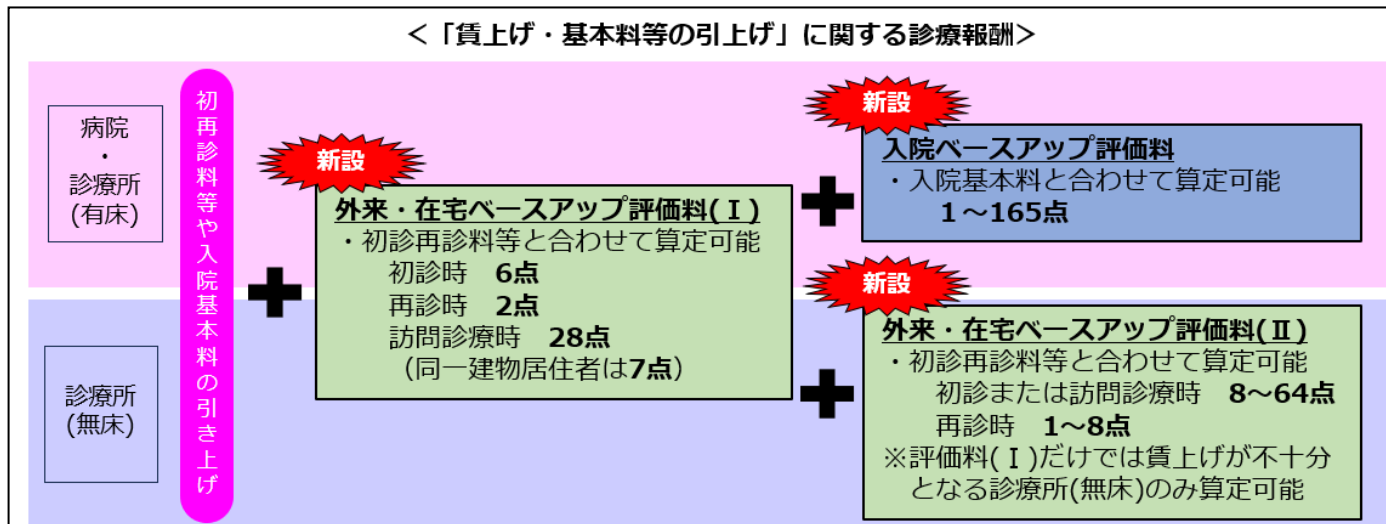 ＜「賃上げ・基本料等の引上げ」に関する診療報酬＞
病院
・
診療所
(有床)
診療所
(無床)
初再診料等や入院基本料の引き上げ
新設
外来・在宅ベースアップ評価料(Ⅰ)
・初診再診料等と合わせて算定可能
初診時　6点
再診時　2点
訪問診療時　28点
（同一建物居住者は7点）
新設
入院ベースアップ評価料
・入院基本料と合わせて算定可能
1～165点
新設
外来・在宅ベースアップ評価料(Ⅱ)
・初診再診料等と合わせて算定可能
初診または訪問診療時　8～64点
再診時　1～8点
※評価料(Ⅰ)だけでは賃上げが不十分
となる診療所(無床)のみ算定可能